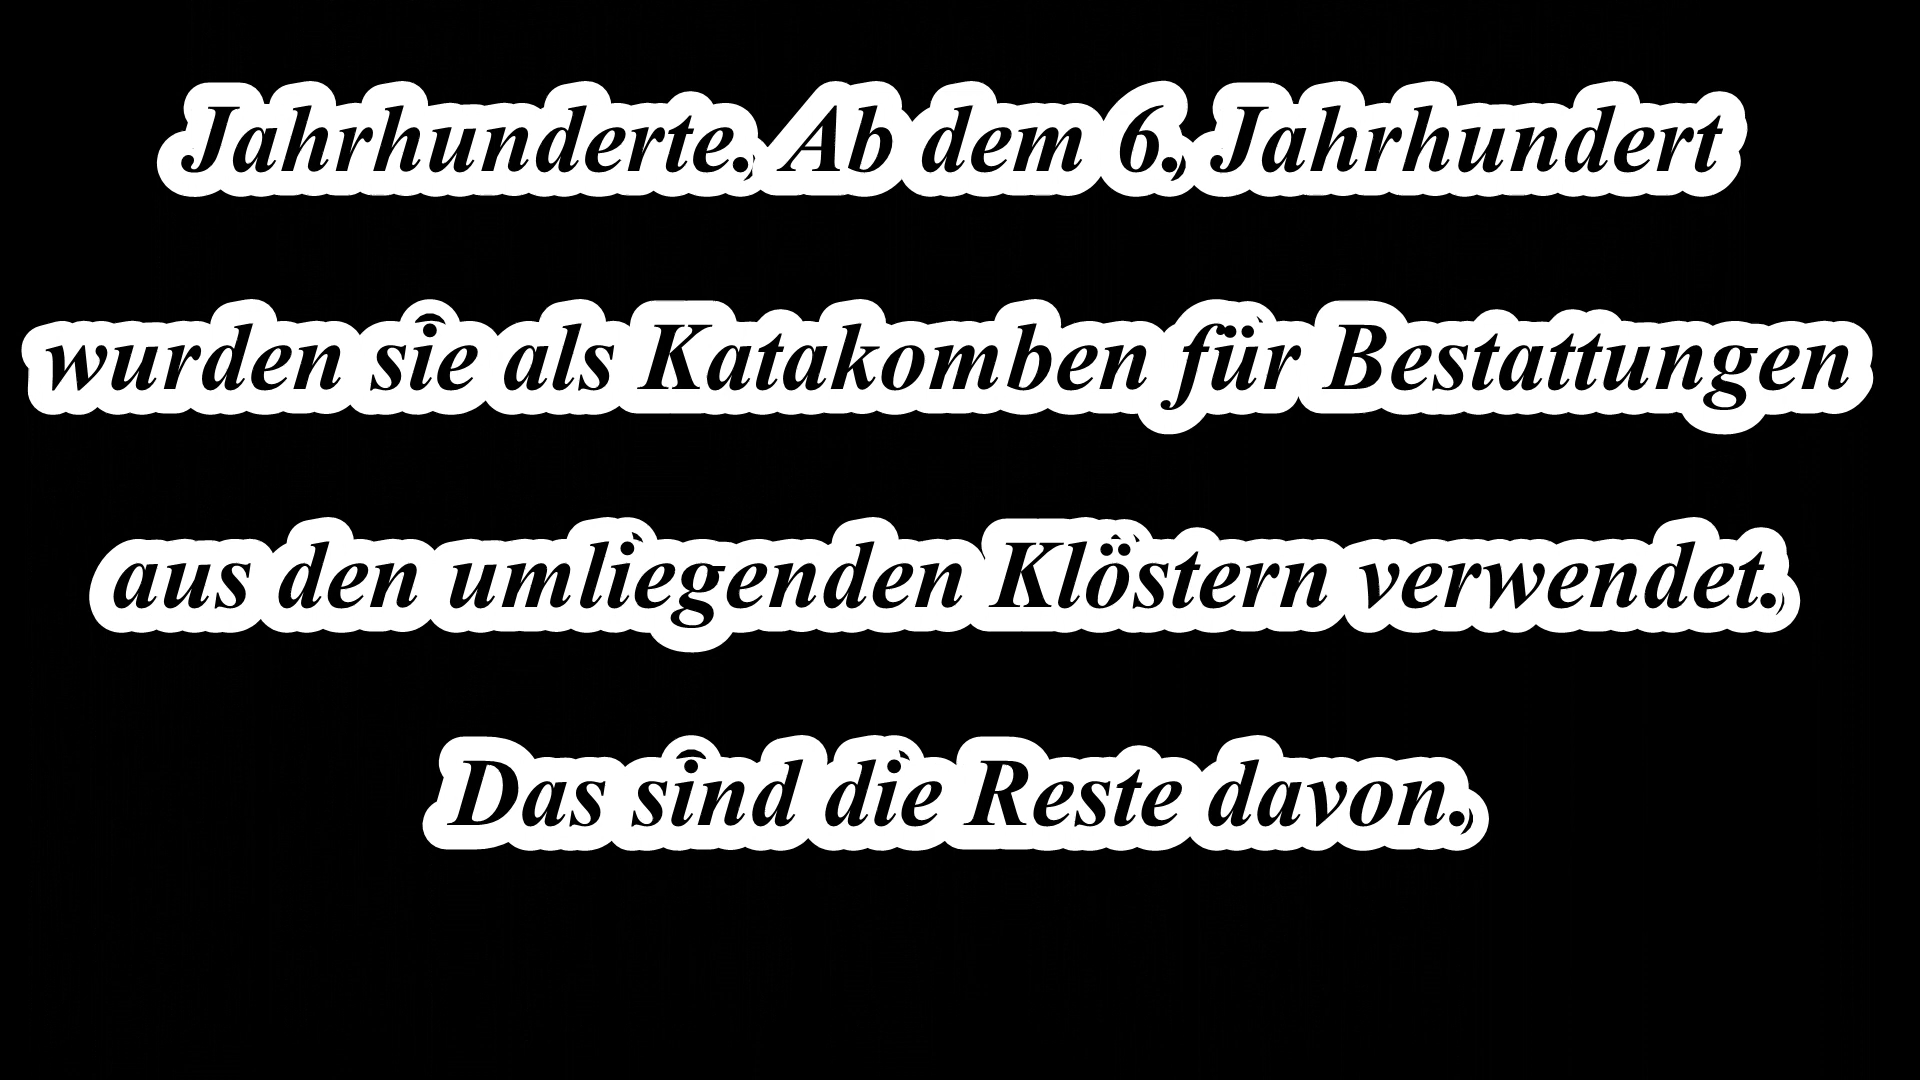 Jahrhunderte. Ab dem 6. Jahrhundert
wurden sie als Katakomben für Bestattungen
aus den umliegenden Klöstern verwendet.
Das sind die Reste davon.